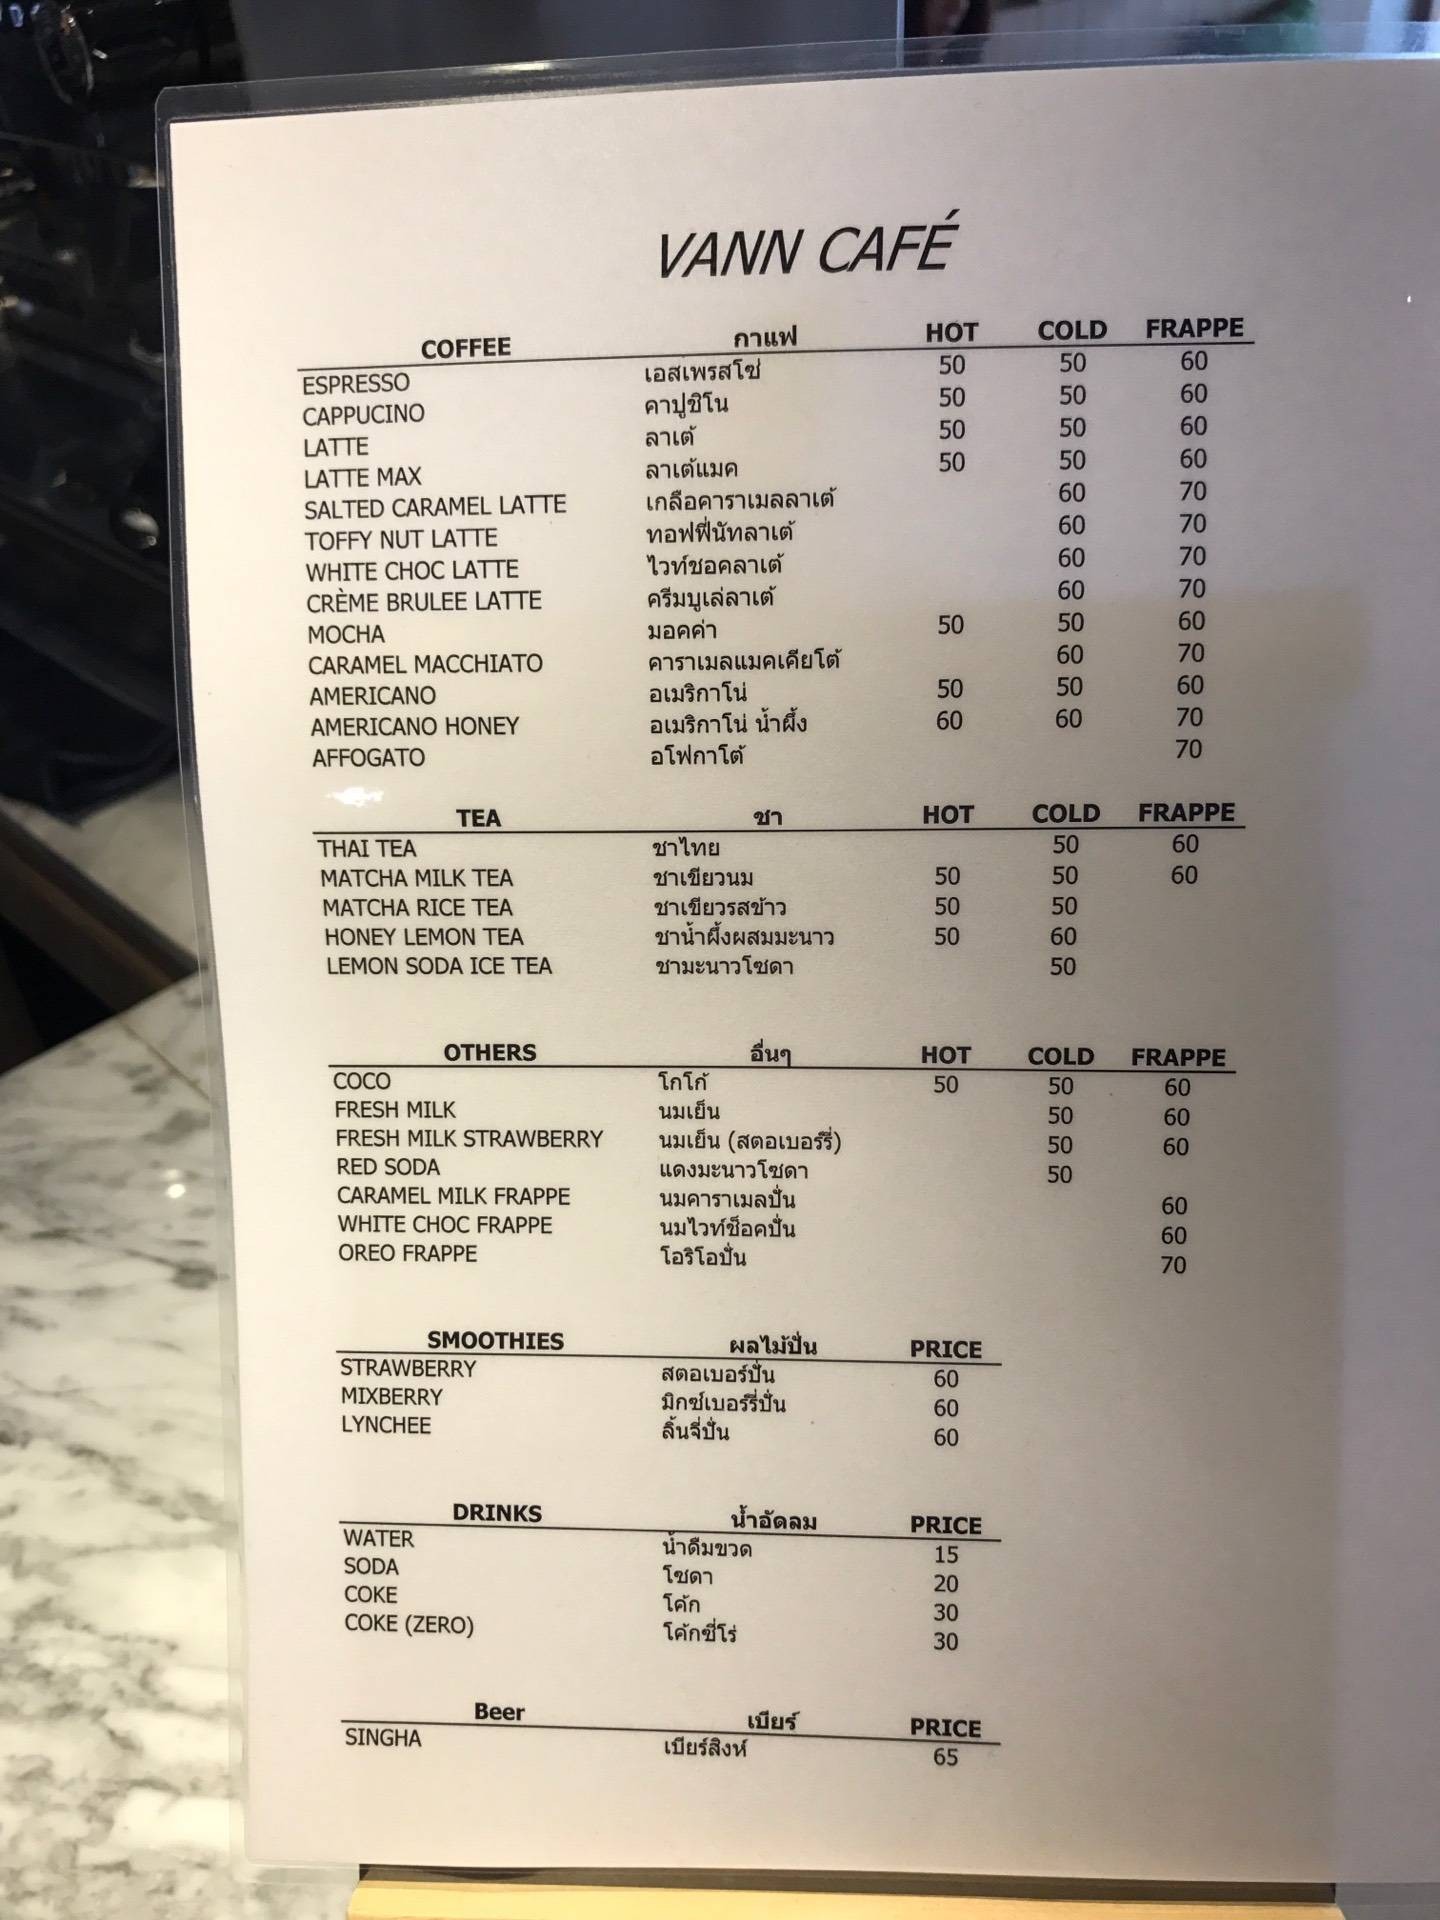 VANN CAFÉ
COFFEE กาแฟ HOT COLD FRAPPE
ESPRESSO เอสเพรสโซ่ 50 50 60
CAPPUCINO คาปูชิโน 50 50 60
LATTE ลาเต้ 50 50 60
LATTE MAX ลาเต้แมค 50 50 60
SALTED CARAMEL LATTE เกลือคาราเมลลาเต้ 60 70
TOFFY NUT LATTE ทอฟฟี่นัทลาเต้ 60 70
WHITE CHOC LATTE ไวท์ชอคลาเต้ 60 70
CRÈME BRULEE LATTE ครีมบูเล่ลาเต้ 60 70
MOCHA มอคค่า 50 50 60
CARAMEL MACCHIATO คาราเมลแมคเคียโต้ 60 70
AMERICANO อเมริกาโน่ 50 50 60
AMERICANO HONEY อเมริกาโน่ น้ำผึ้ง 60 60 70
AFFOGATO อโฟกาโต้ 70
TEA ชา HOT COLD FRAPPE
THAI TEA ชาไทย 50 60
MATCHA MILK TEA ชาเขียวนม 50 50 60
MATCHA RICE TEA ชาเขียวรสข้าว 50 50
HONEY LEMON TEA ชาน้ำผึ้งผสมมะนาว 50 60
LEMON SODA ICE TEA ชามะนาวโซดา 50
OTHERS อื่นๆ HOT COLD FRAPPE
COCO โกโก้ 50 50 60
FRESH MILK นมเย็น 50 60
FRESH MILK STRAWBERRY นมเย็น (สตอเบอร์รี่) 50 60
RED SODA แดงมะนาวโซดา 50
CARAMEL MILK FRAPPE นมคาราเมลปั่น 60
WHITE CHOC FRAPPE นมไวท์ช็อคปั่น 60
OREO FRAPPE โอริโอปั่น 70
SMOOTHIES ผลไม้ปั่น PRICE
STRAWBERRY สตอเบอร์ปั่น 60
MIXBERRY มิกซ์เบอร์รี่ปั่น 60
LYNCHEE ลิ้นจี่ปั่น 60
DRINKS น้ำอัดลม PRICE
WATER น้ำดืมขวด 15
SODA โซดา 20
COKE โค้ก 30
COKE (ZERO) โค้กซี่โร่ 30
Beer เบียร์ PRICE
SINGHA เบียร์สิงห์ 65